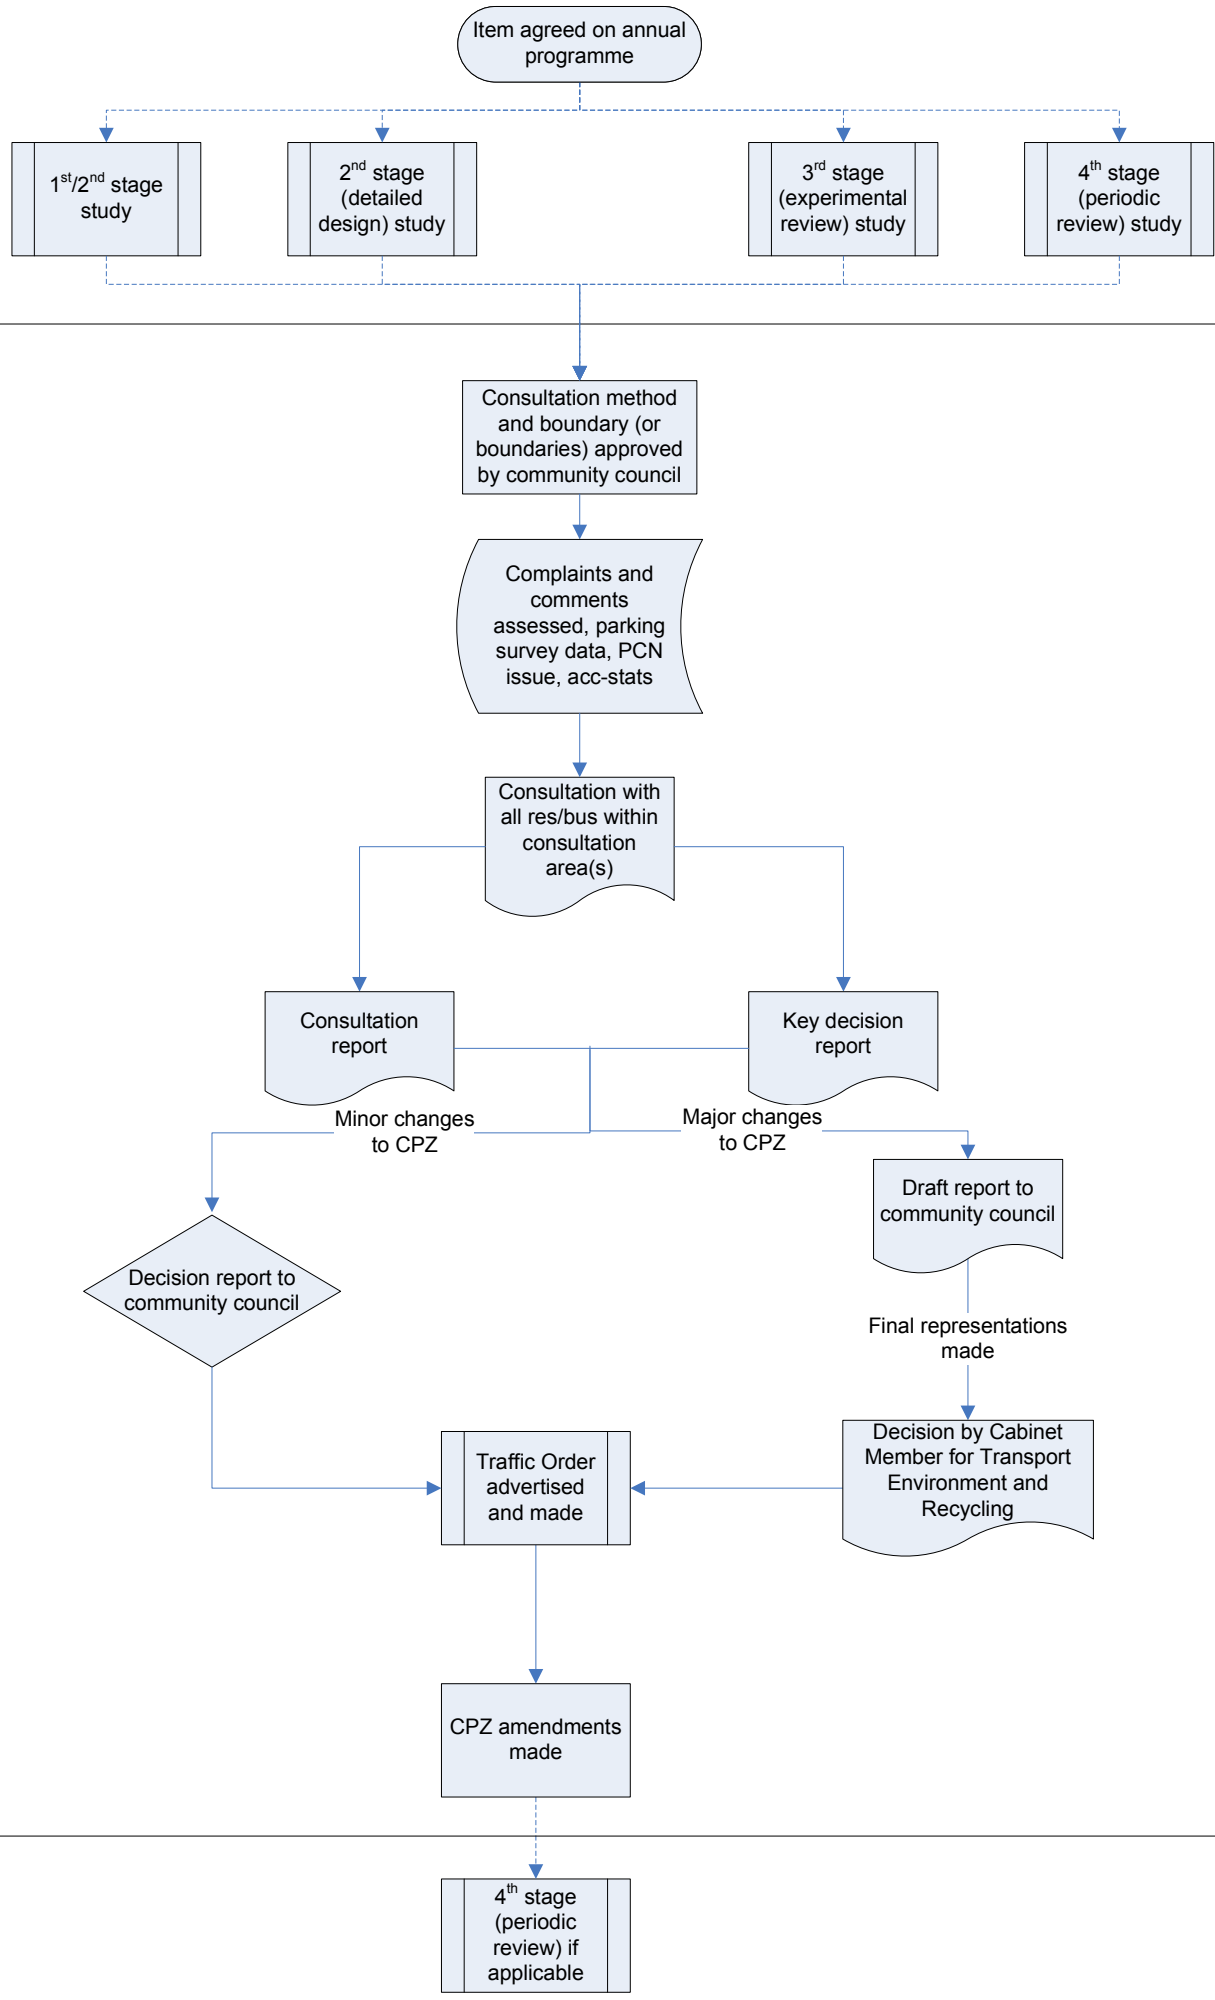 Item agreed on annual
programme
1st/2nd stage
study
2nd stage
(detailed
design) study
3rd stage
(experimental
review) study
4th stage
(periodic
review) study
Consultation method
and boundary (or
boundaries) approved
by community council
Complaints and
comments
assessed, parking
survey data, PCN
issue, acc-stats
Consultation with
all res/bus within
consultation
area(s)
Consultation
report
Key decision
report
Minor changes
to CPZ
Major changes
to CPZ
Draft report to
community council
Decision report to
community council
Final representations
made
Decision by Cabinet
Member for Transport
Environment and
Recycling
Traffic Order
advertised
and made
CPZ amendments
made
4th stage
(periodic
review) if
applicable